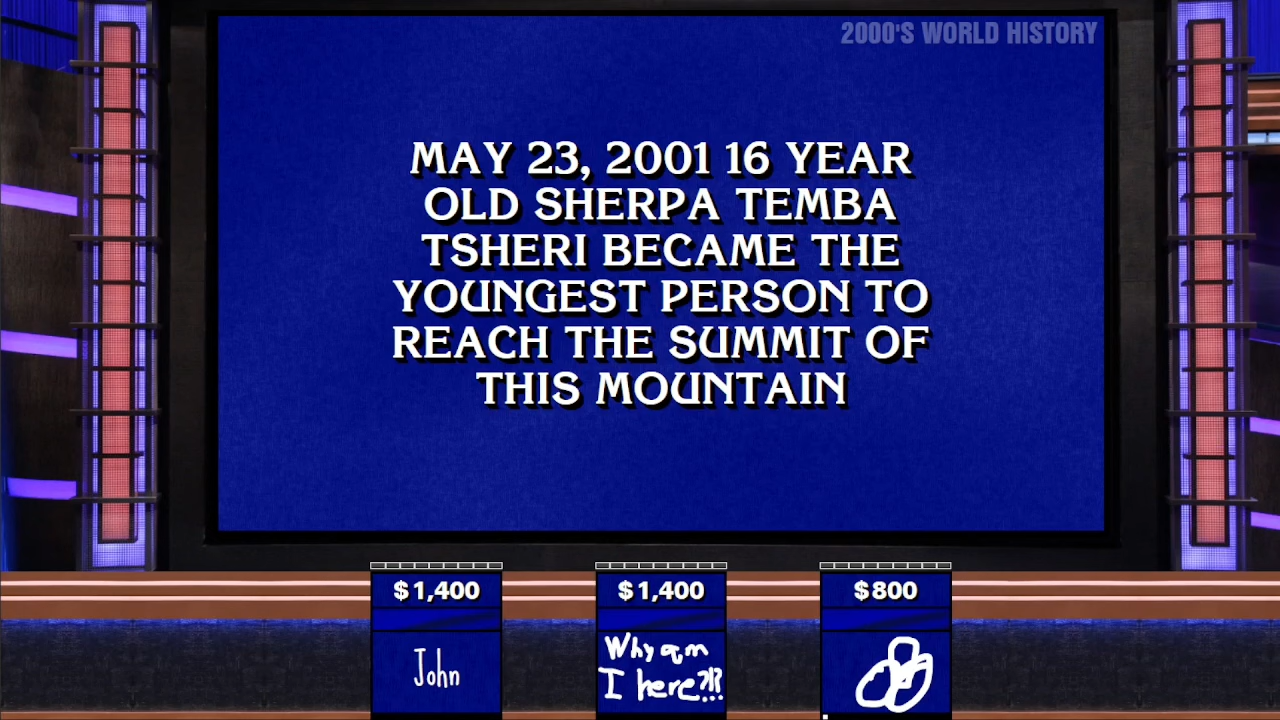 2000'S WORLD HISTORY
MAY 23, 2001 16 YEAR
OLD SHERPA TEMBA
TSHERI BECAME THE
YOUNGEST PERSON TO
REACH THE SUMMIT OF
THIS MOUNTAIN
$1,400
$1,400
$800
John
Why am
I here?!?...